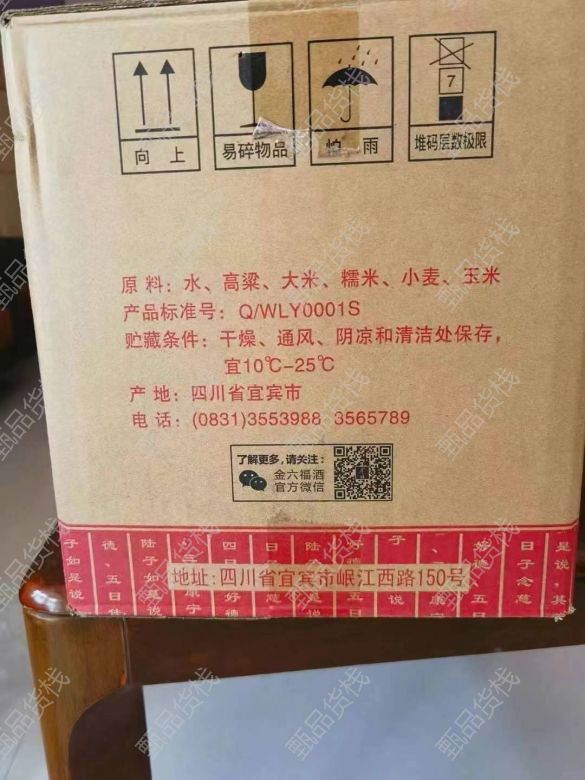 向上
易碎物品
怕雨
7
堆码层数极限
原料：水、高粱、大米、糯米、小麦、玉米
产品标准号：Q/WLY0001S
贮藏条件：干燥、通风、阴凉和清洁处保存，
宜10℃-25℃
产地：四川省宜宾市
电话：(0831)3553988 3565789
了解更多，请关注：
金六福酒
官方微信
地址：四川省宜宾市岷江西路150号
甄品货栈